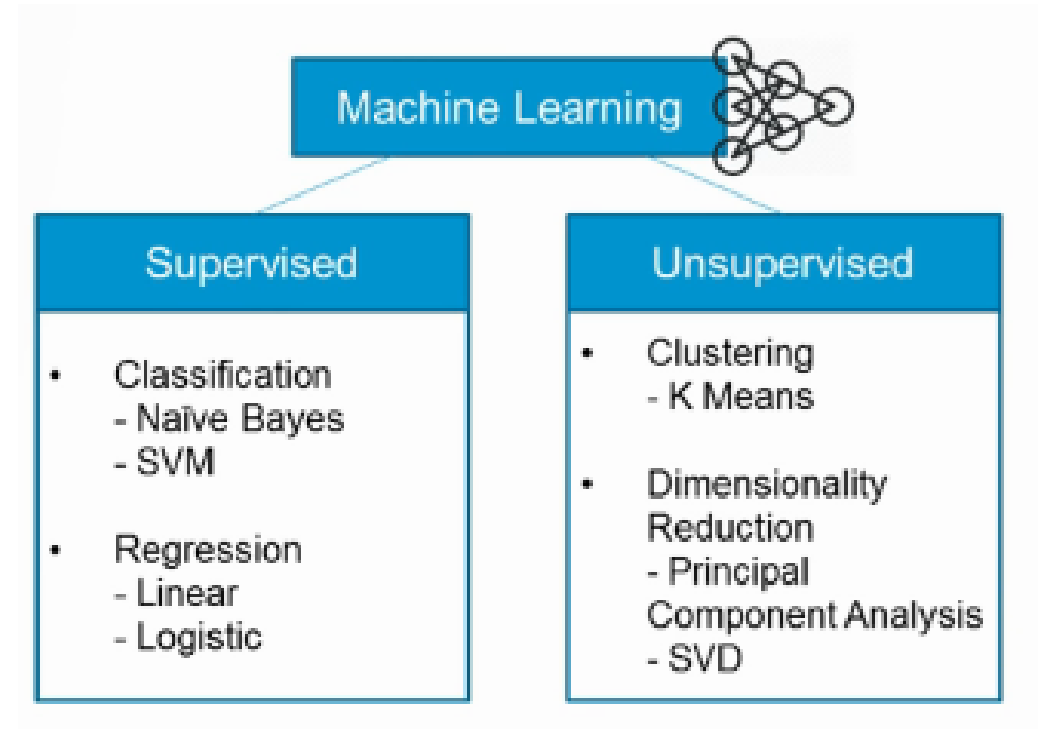 Machine Learning
Supervised
• Classification
- Naïve Bayes
- SVM
• Regression
- Linear
- Logistic
Unsupervised
• Clustering
- K Means
• Dimensionality
Reduction
- Principal
Component Analysis
- SVD